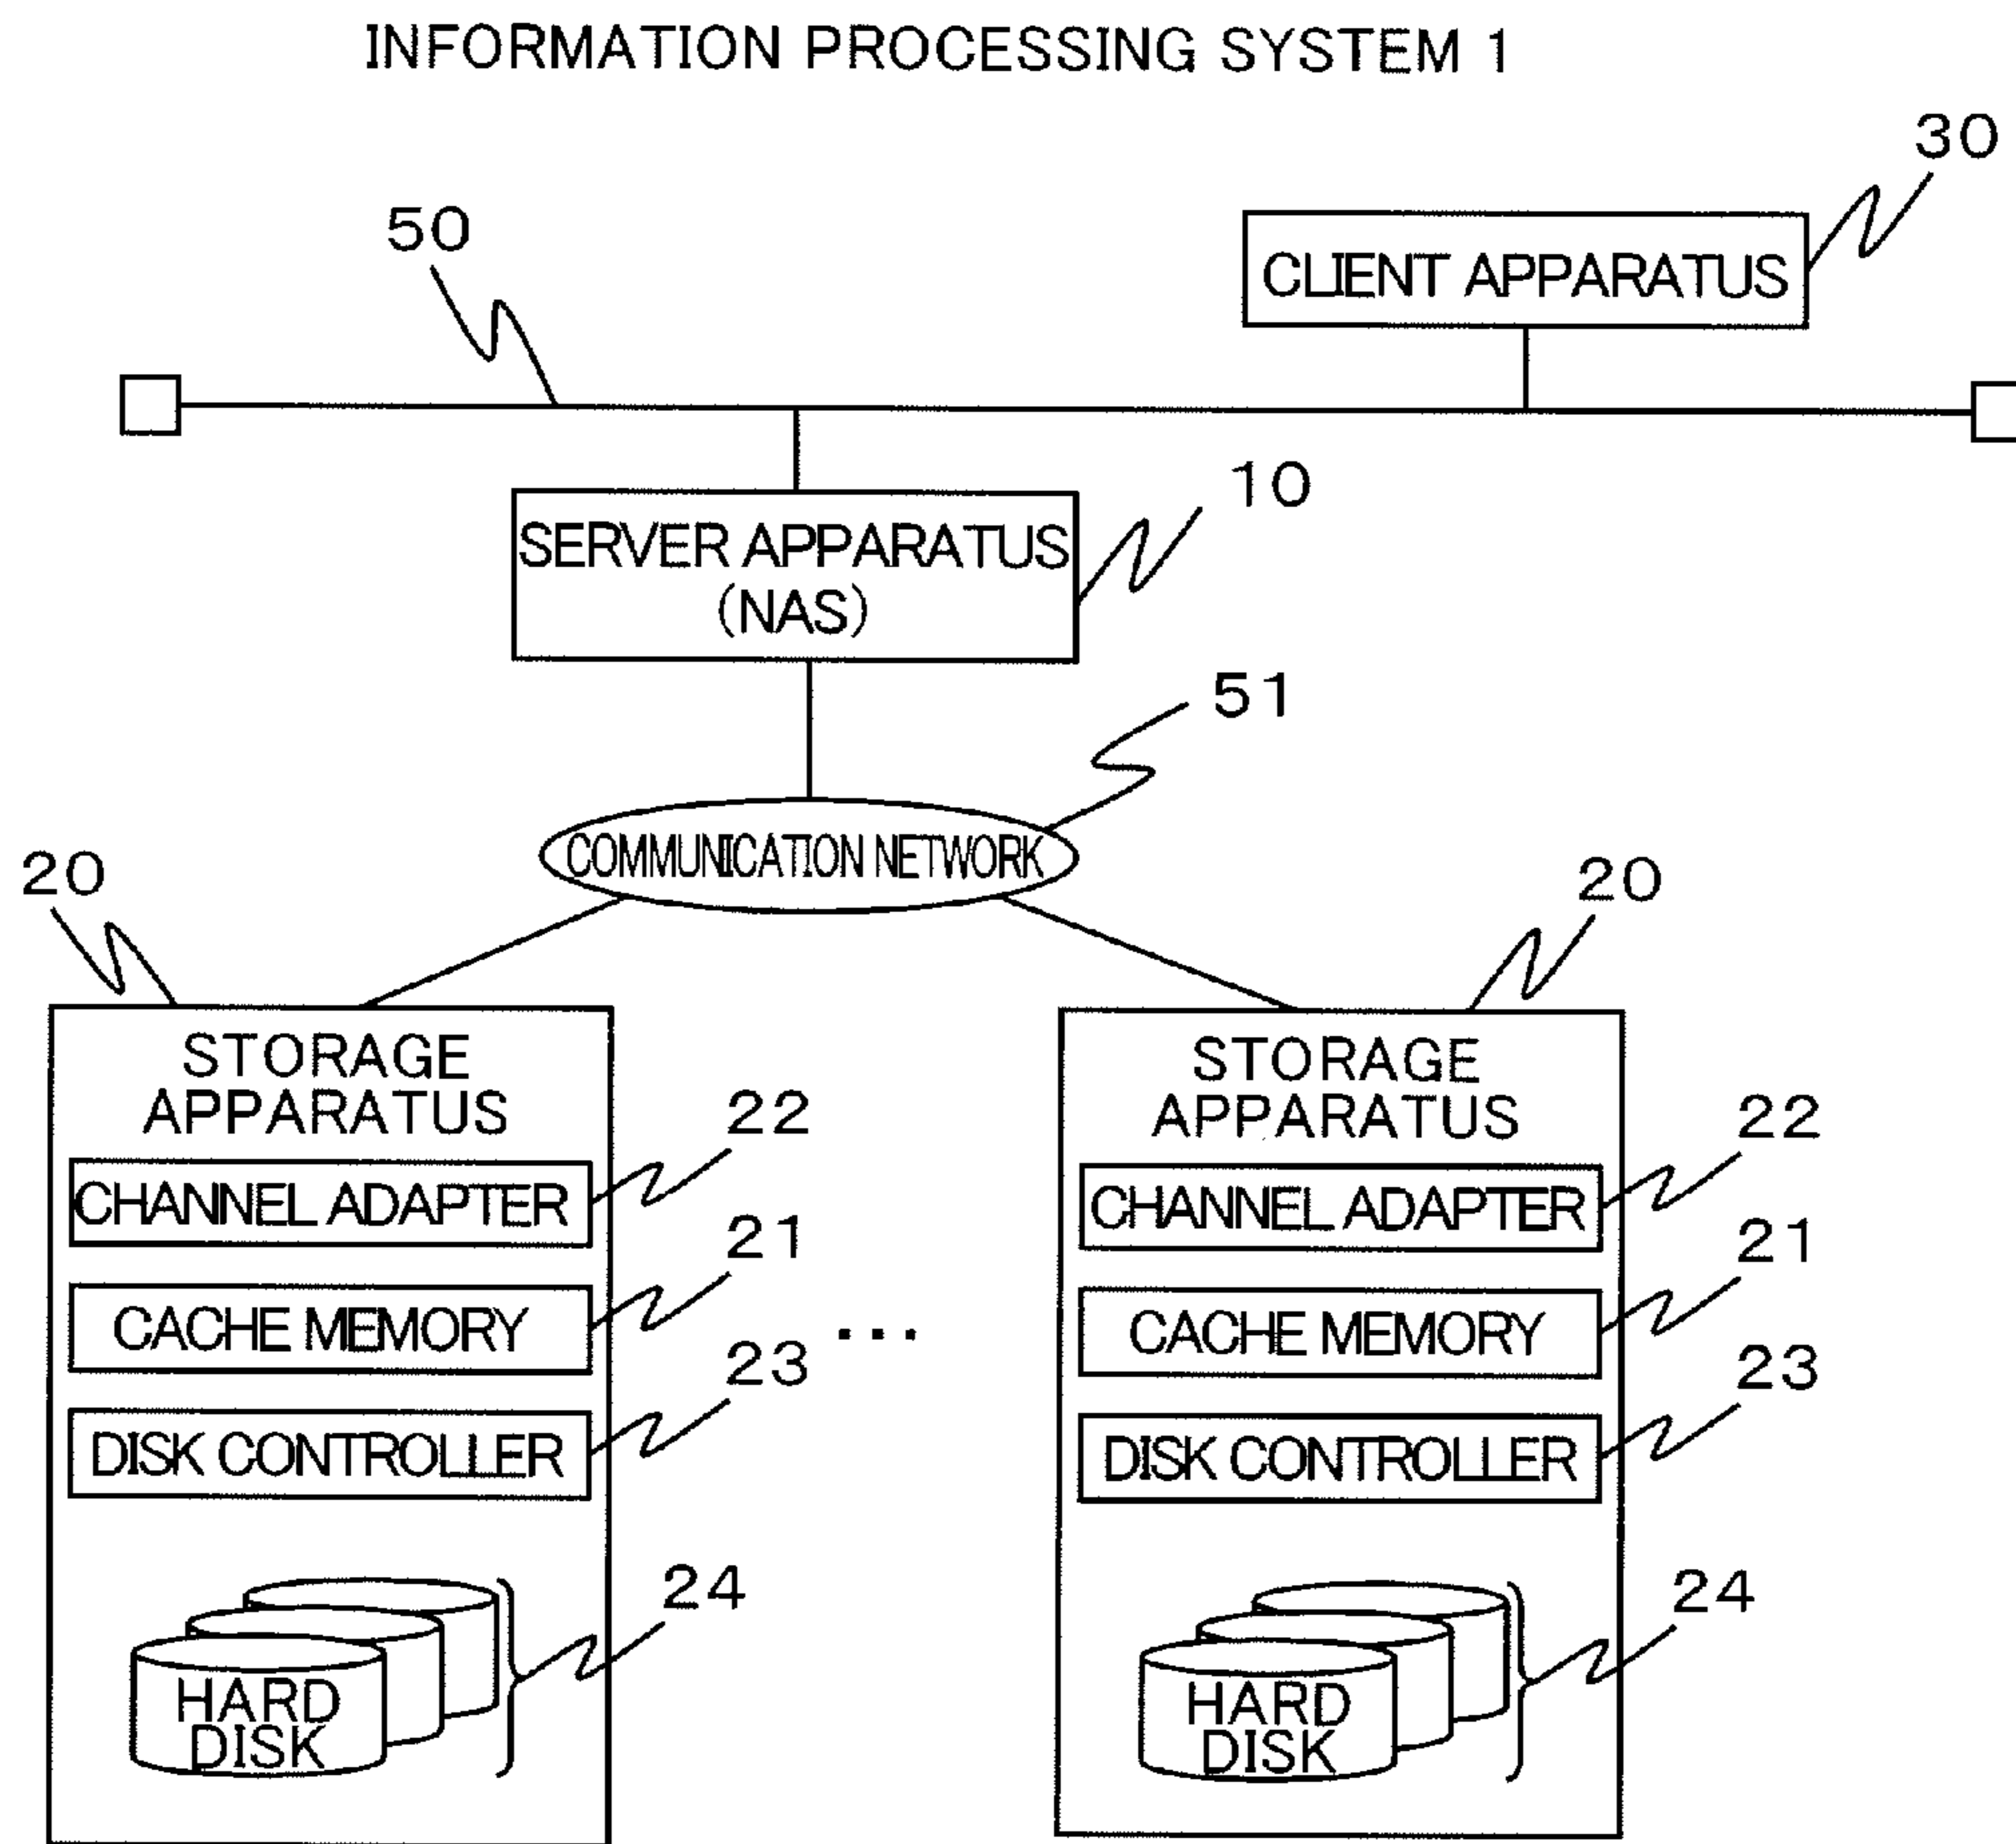 INFORMATION PROCESSING SYSTEM 1
30
50
CLIENT APPARATUS
10
SERVER APPARATUS
(NAS)
51
COMMUNICATION NETWORK
20
20
STORAGE
APPARATUS
22
CHANNEL ADAPTER
21
CACHE MEMORY
23
DISK CONTROLLER
24
HARD
DISK
...
STORAGE
APPARATUS
22
CHANNEL ADAPTER
21
CACHE MEMORY
23
DISK CONTROLLER
24
HARD
DISK